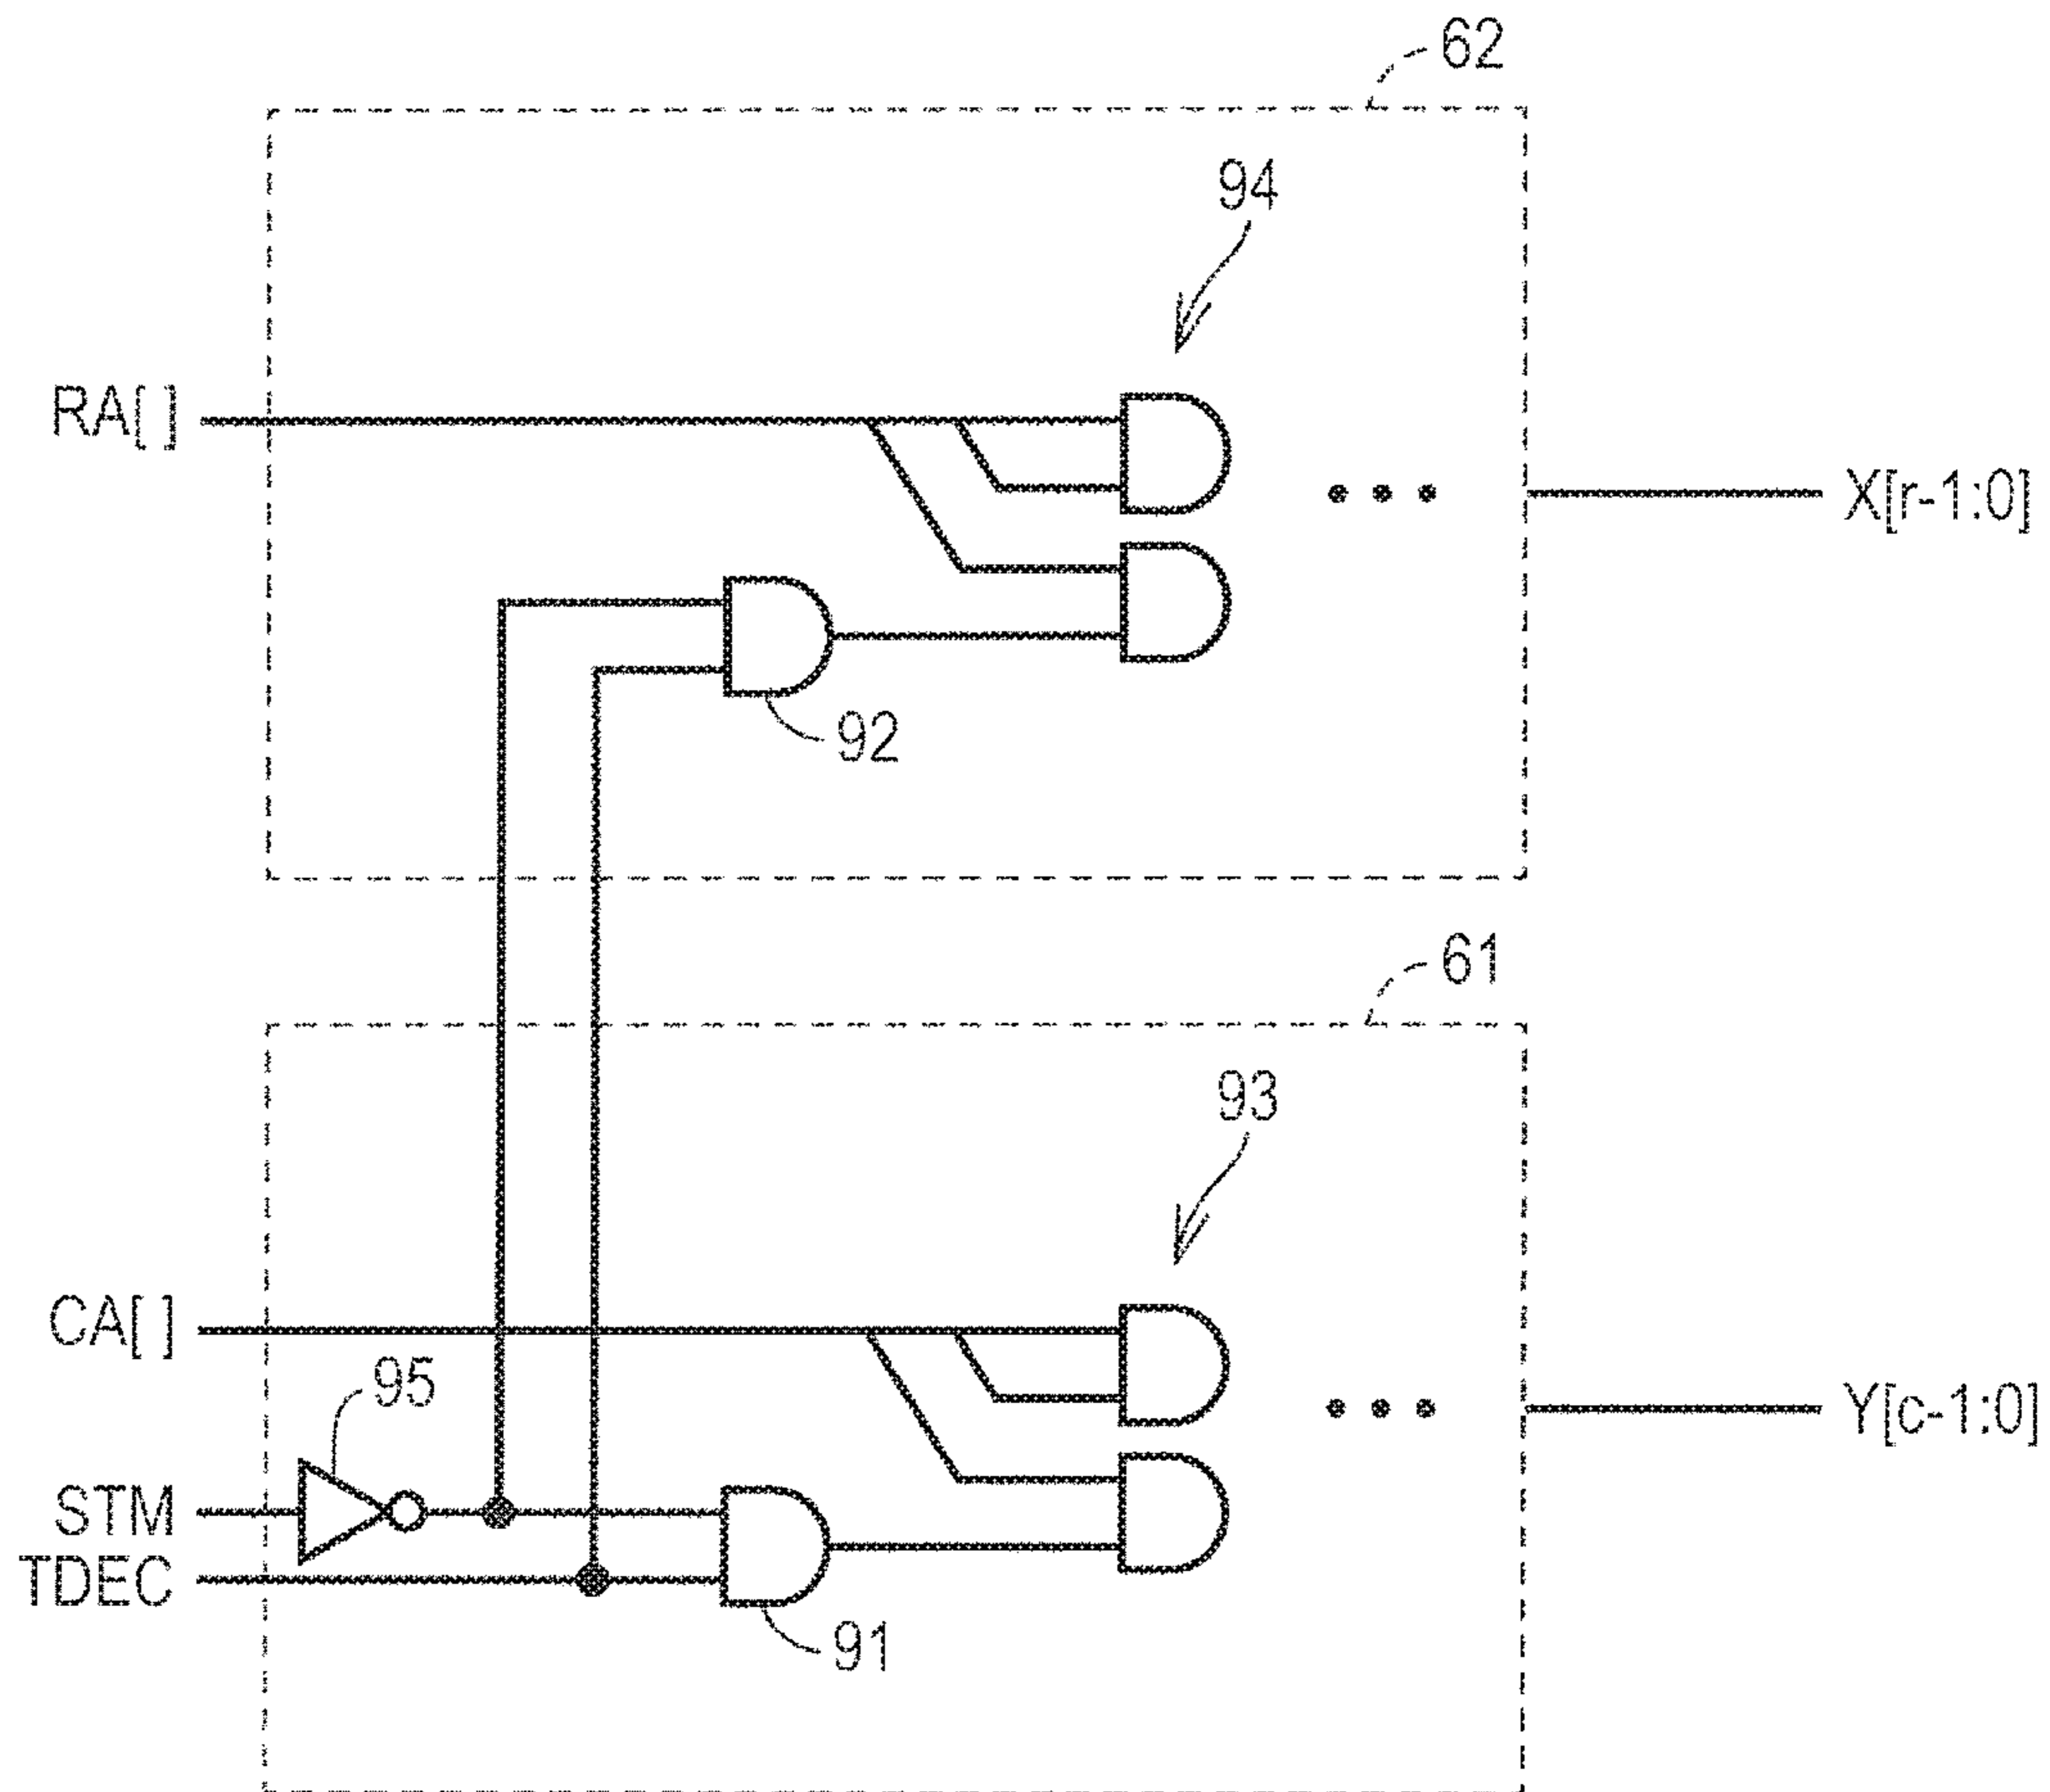 62
94
RA[ ]
X[r-1:0]
92
61
93
CA[ ]
95
Y[c-1:0]
STM
TDEC
91